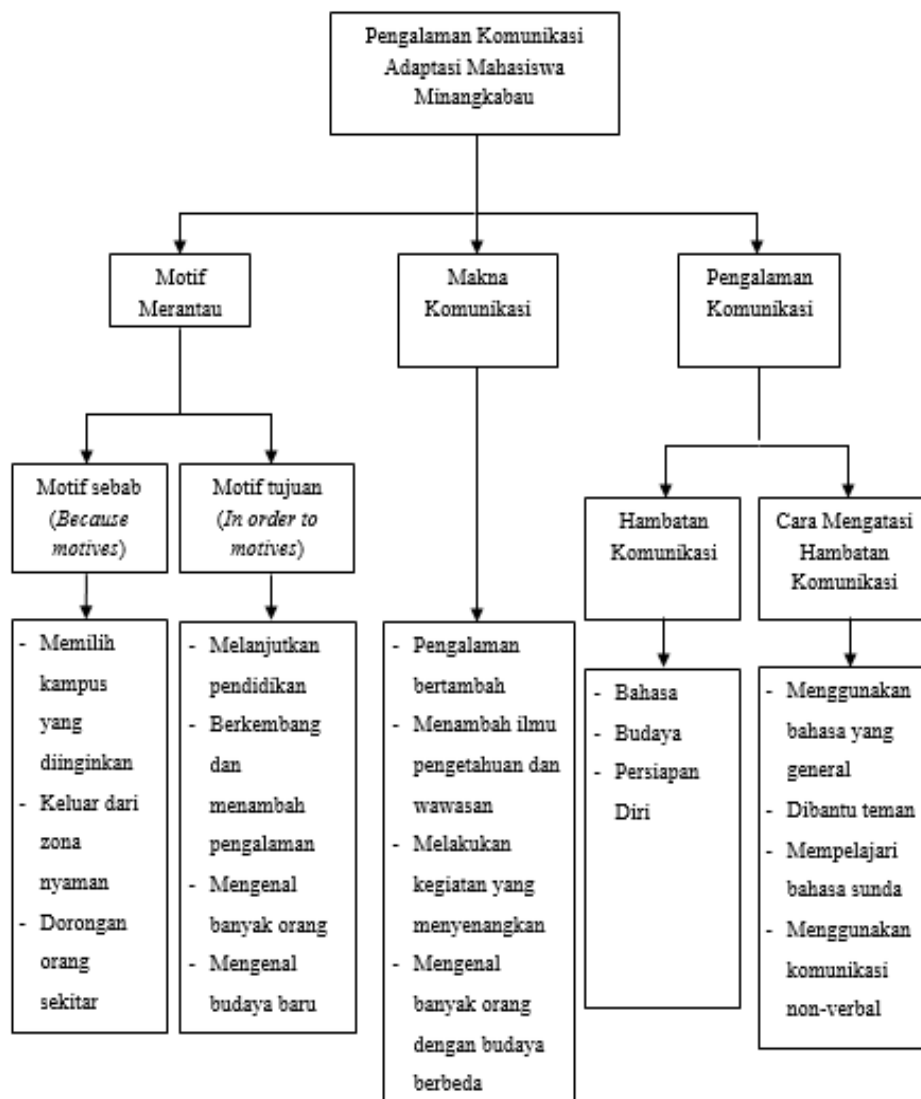 Pengalaman Komunikasi
Adaptasi Mahasiswa
Minangkabau
Motif
Merantau
Makna
Komunikasi
Pengalaman
Komunikasi
Motif sebab
(Because
motives)
Motif tujuan
(In order to
motives)
Hambatan
Komunikasi
Cara Mengatasi
Hambatan
Komunikasi
- Memilih
kampus
yang
diinginkan
- Keluar dari
zona
nyaman
- Dorongan
orang
sekitar
- Melanjutkan
pendidikan
- Berkembang
dan
menambah
pengalaman
- Mengenal
banyak orang
- Mengenal
budaya baru
- Pengalaman
bertambah
- Menambah ilmu
pengetahuan dan
wawasan
- Melakukan
kegiatan yang
menyenangkan
- Mengenal
banyak orang
dengan budaya
berbeda
- Bahasa
- Budaya
- Persiapan
Diri
- Menggunakan
bahasa yang
general
- Dibantu teman
- Mempelajari
bahasa sunda
- Menggunakan
komunikasi
non-verbal